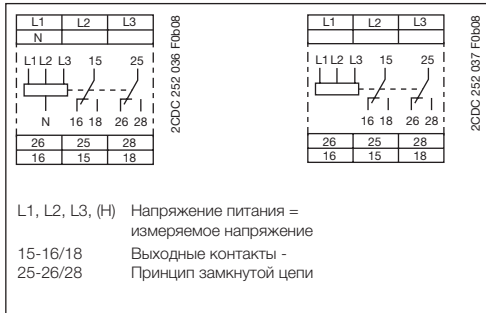 L1 L2 L3
N
L1 L2 L3 15 25
N 16 18 26 28
26 25 28
16 15 18
2CDC 252 036 F0b08
L1 L2 L3
L1 L2 L3 15 25
16 18 26 28
26 25 28
16 15 18
2CDC 252 037 F0b08
L1, L2, L3, (Н) Напряжение питания =
измеряемое напряжение
15-16/18 Выходные контакты -
25-26/28 Принцип замкнутой цепи